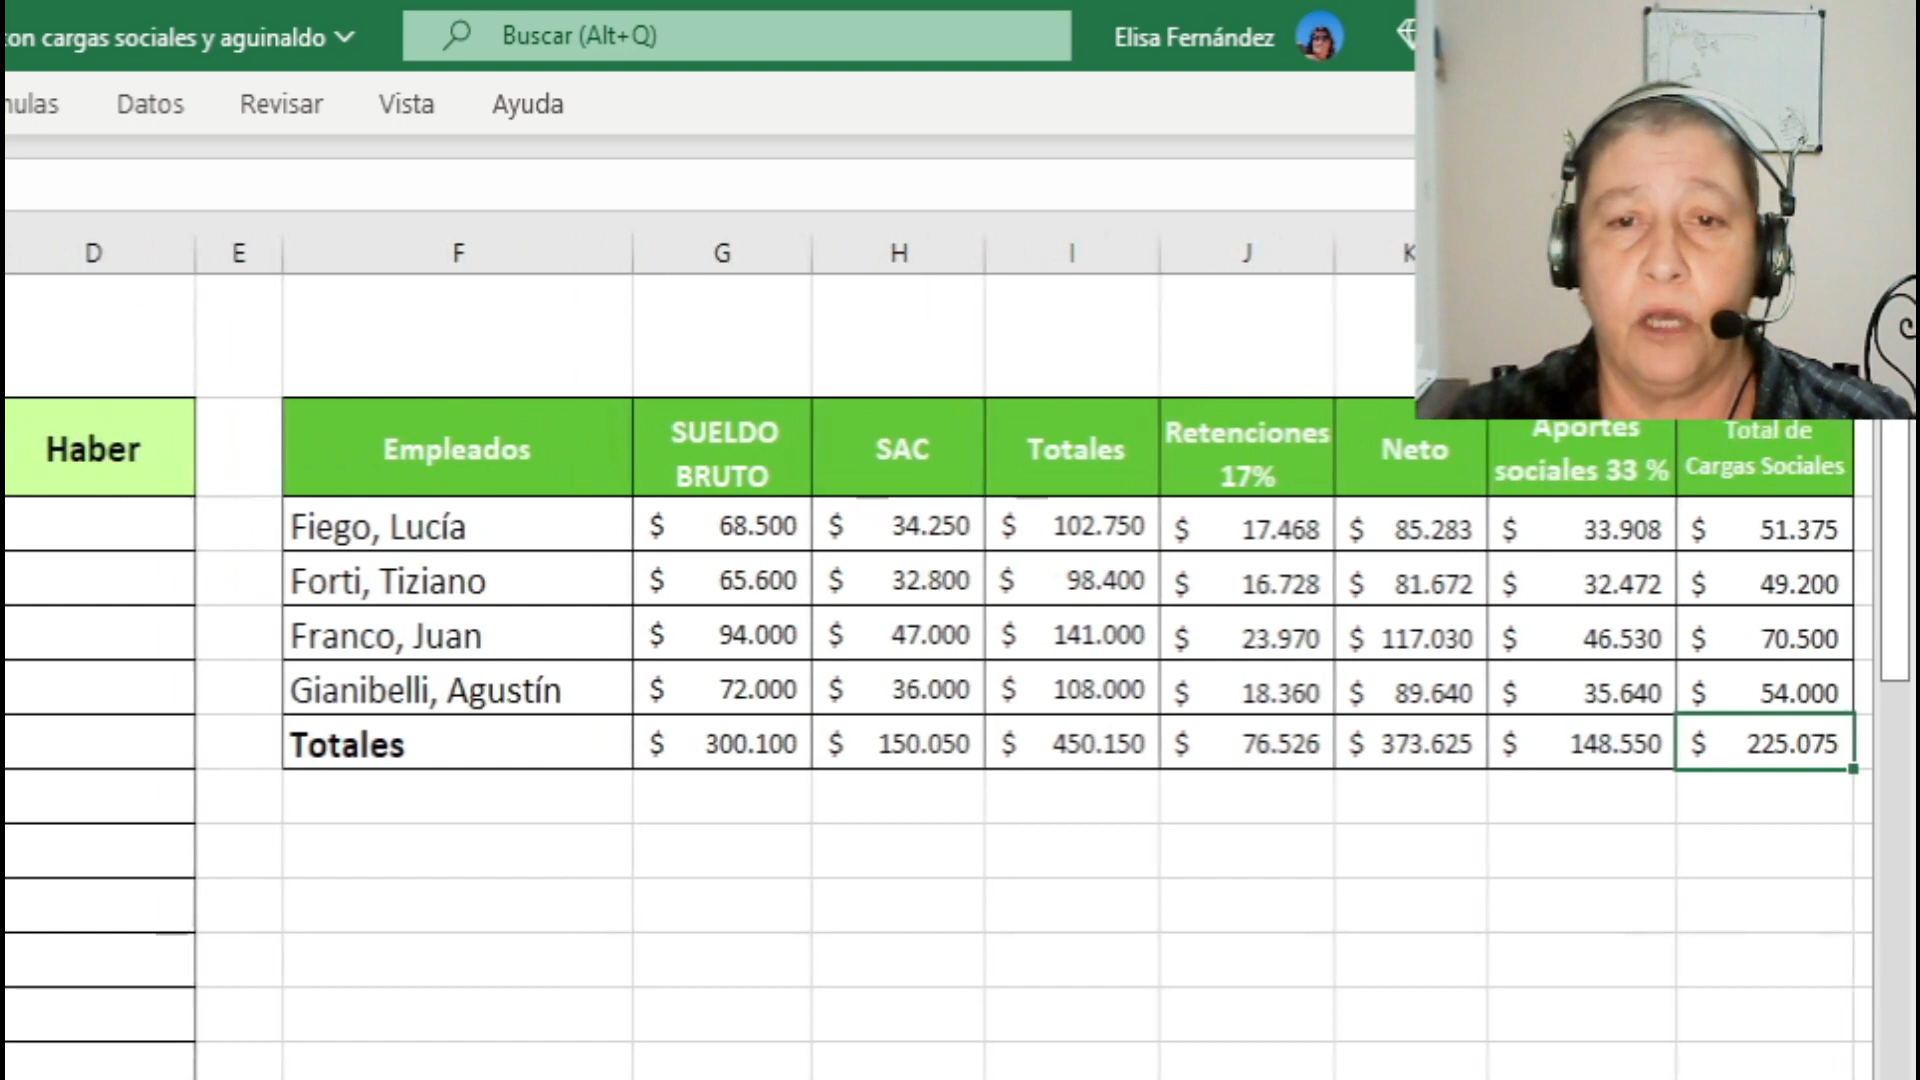 con cargas sociales y aguinaldo
Buscar (Alt+Q)
Elisa Fernández
Datos
Revisar
Vista
Ayuda
D E F G H I J K
Haber
Empleados
SUELDO
BRUTO
SAC
Totales
Retenciones
17%
Neto
Aportes
sociales 33 %
Total de
Cargas Sociales
Fiego, Lucía $ 68.500 $ 34.250 $ 102.750 $ 17.468 $ 85.283 $ 33.908 $ 51.375
Forti, Tiziano $ 65.600 $ 32.800 $ 98.400 $ 16.728 $ 81.672 $ 32.472 $ 49.200
Franco, Juan $ 94.000 $ 47.000 $ 141.000 $ 23.970 $ 117.030 $ 46.530 $ 70.500
Gianibelli, Agustín $ 72.000 $ 36.000 $ 108.000 $ 18.360 $ 89.640 $ 35.640 $ 54.000
Totales $ 300.100 $ 150.050 $ 450.150 $ 76.526 $ 373.625 $ 148.550 $ 225.075